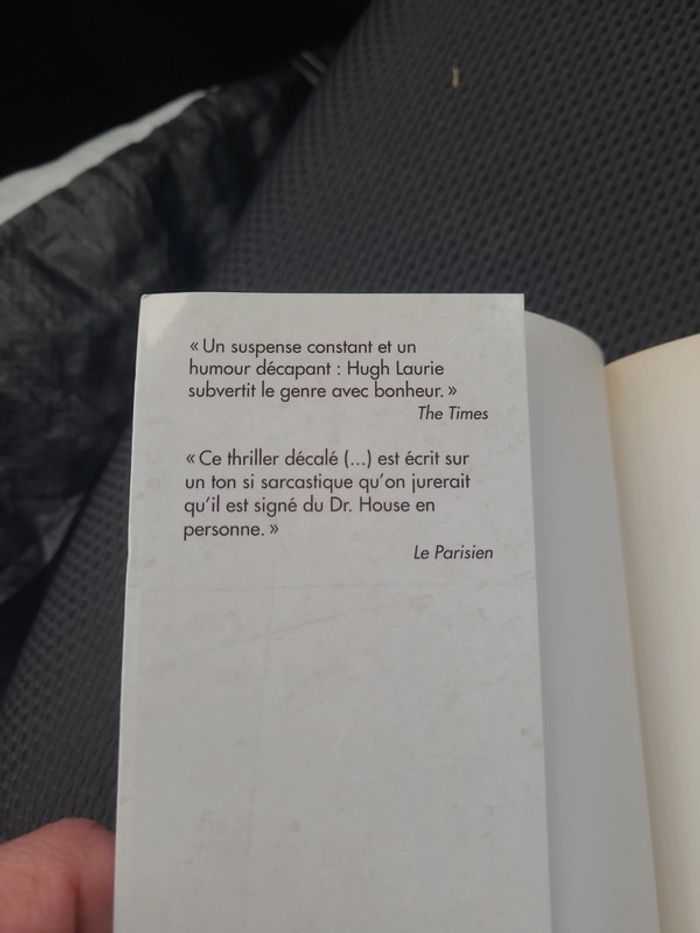 « Un suspense constant et un
humour décapant : Hugh Laurie
subvertit le genre avec bonheur. »
The Times
« Ce thriller décalé (...) est écrit sur
un ton si sarcastique qu'on jurerait
qu'il est signé du Dr. House en
personne. »
Le Parisien